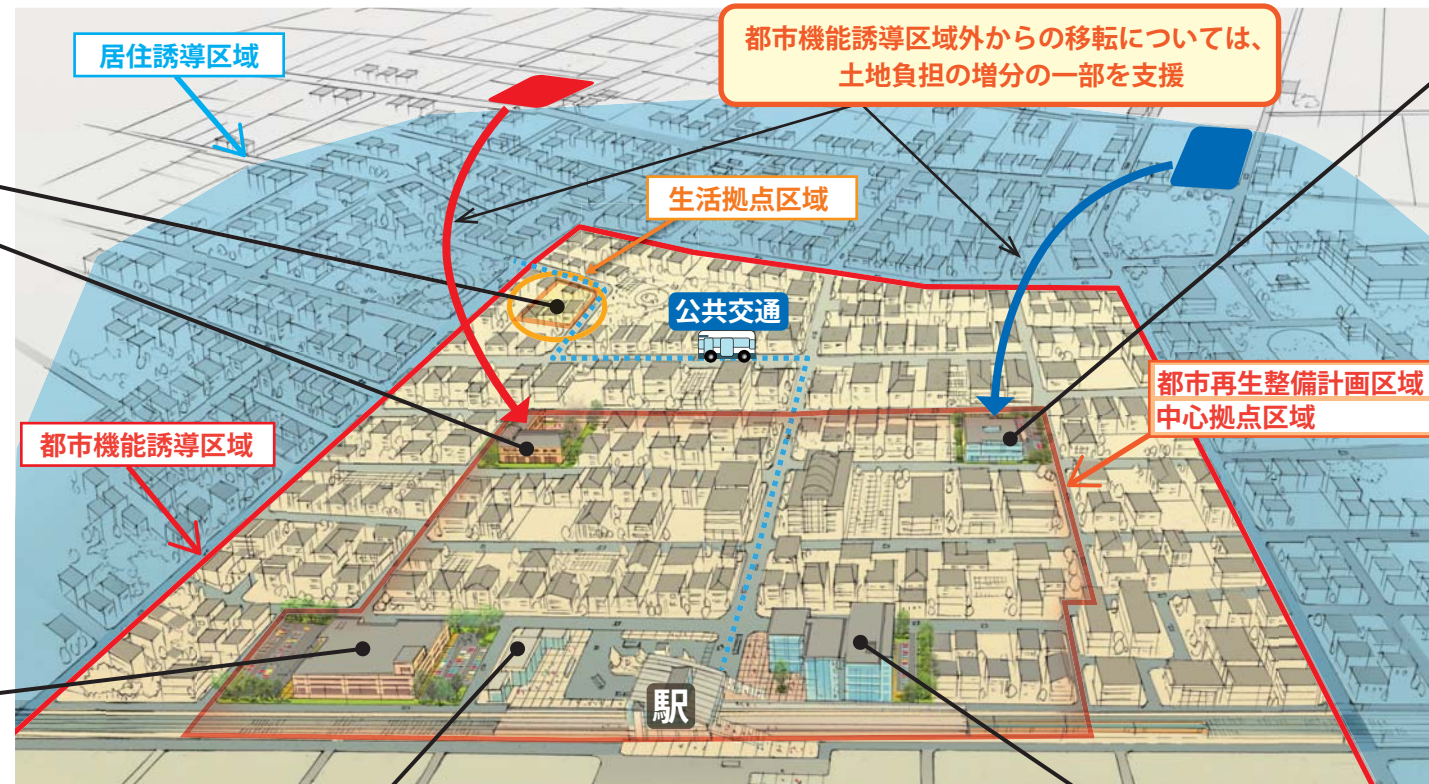 居住誘導区域
都市機能誘導区域外からの移転については、
土地負担の増分の一部を支援
生活拠点区域
公共交通
都市再生整備計画区域
中心拠点区域
都市機能誘導区域
駅